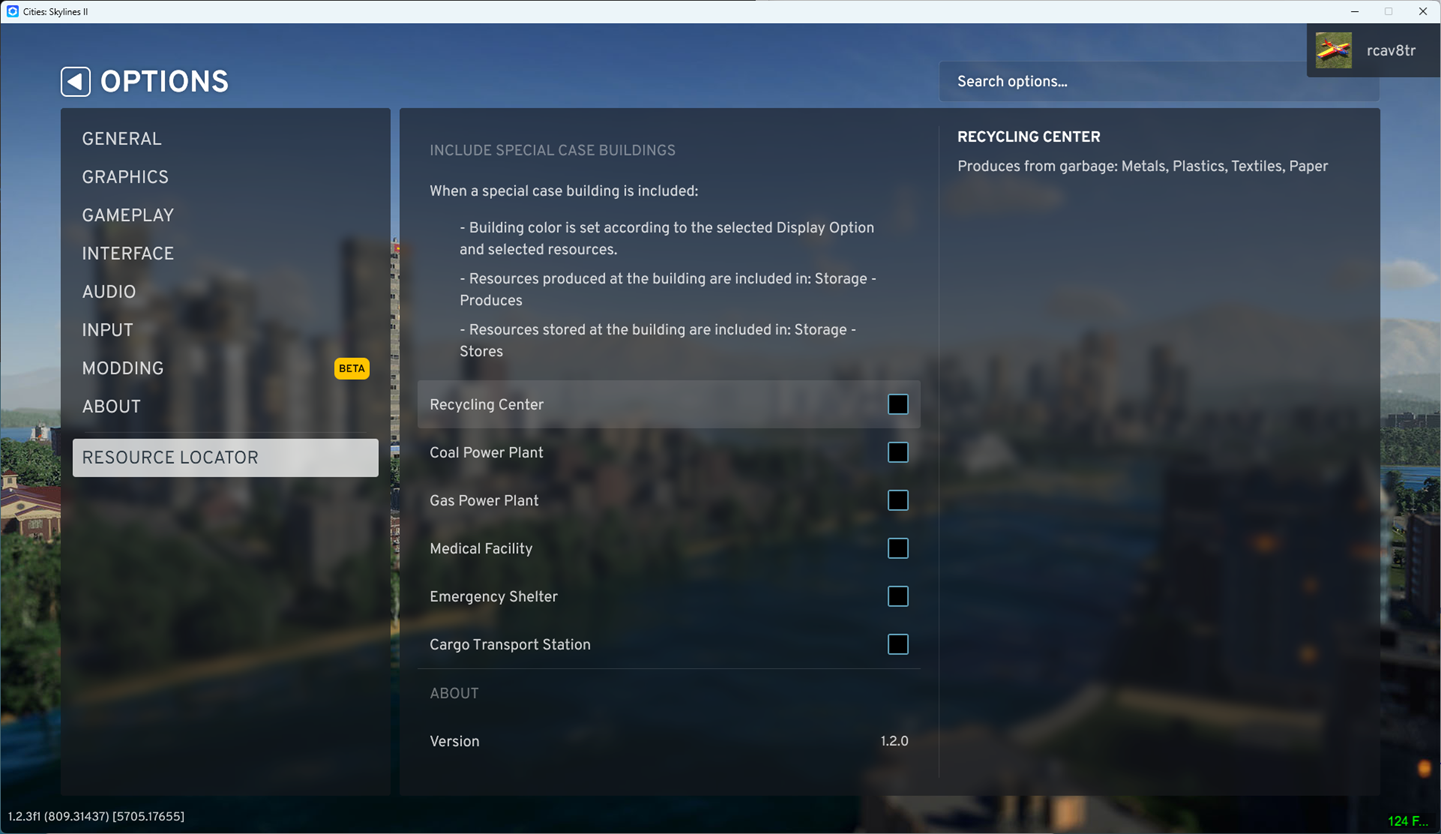 Cities: Skylines II
rcav8tr
OPTIONS
Search options...
GENERAL
GRAPHICS
GAMEPLAY
INTERFACE
AUDIO
INPUT
MODDING
BETA
ABOUT
RESOURCE LOCATOR
INCLUDE SPECIAL CASE BUILDINGS
When a special case building is included:
- Building color is set according to the selected Display Option
and selected resources.
- Resources produced at the building are included in: Storage -
Produces
- Resources stored at the building are included in: Storage -
Stores
Recycling Center
Coal Power Plant
Gas Power Plant
Medical Facility
Emergency Shelter
Cargo Transport Station
ABOUT
Version 1.2.0
RECYCLING CENTER
Produces from garbage: Metals, Plastics, Textiles, Paper
1.2.3f1 (809.31437) [5705.17655]
124 F...